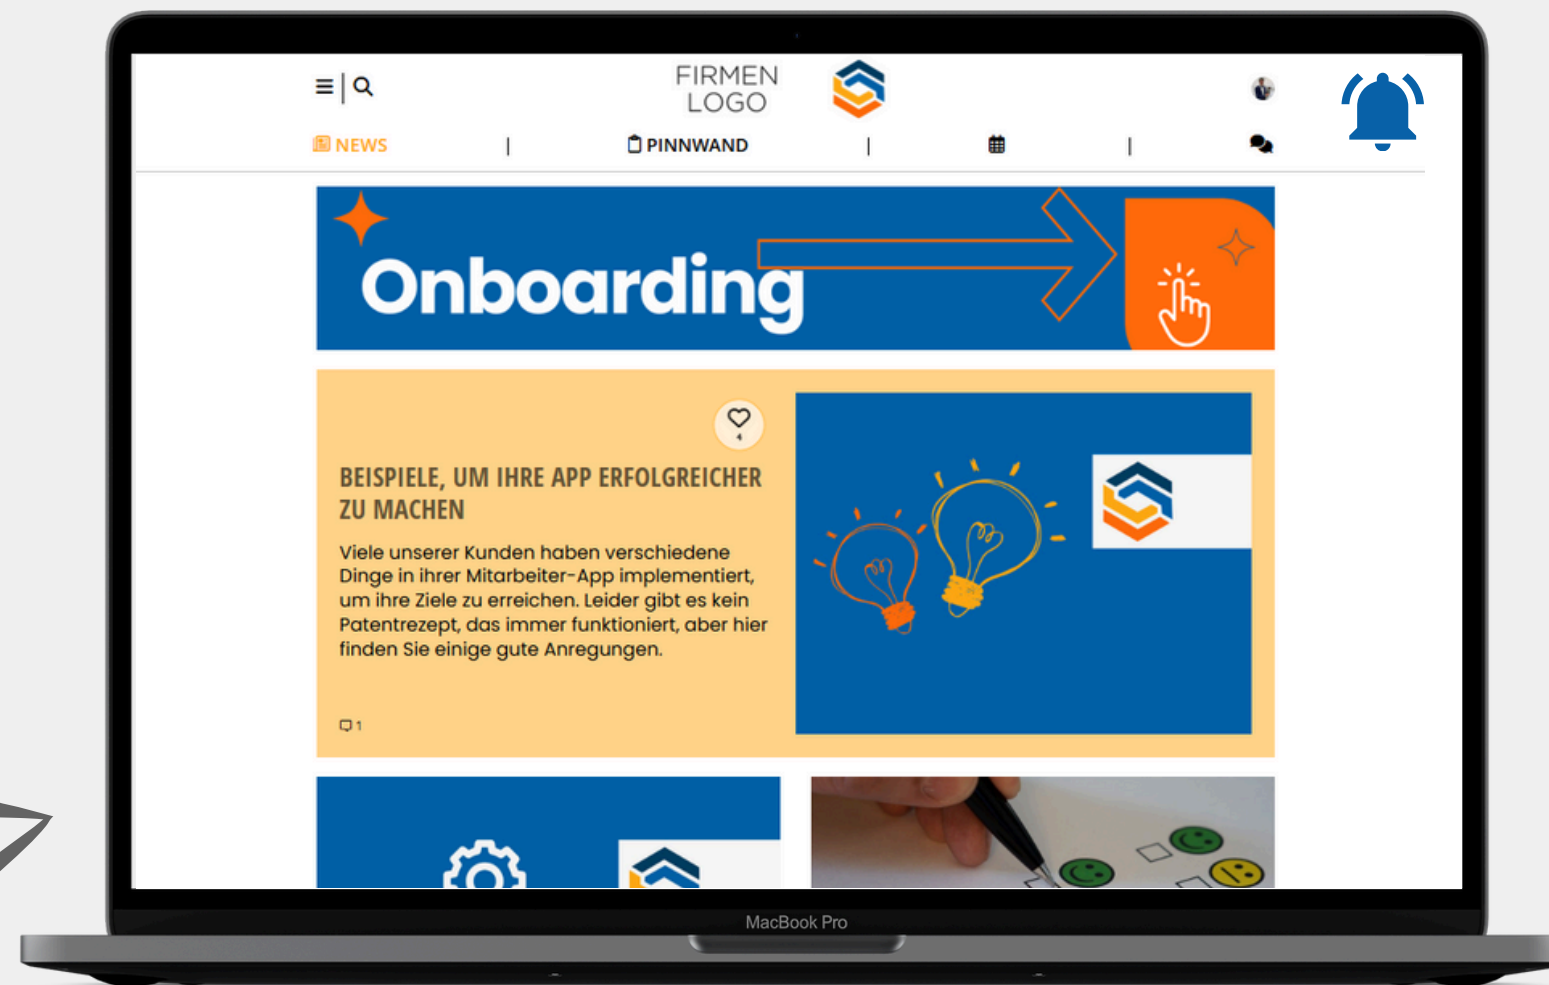 FIRMEN
LOGO
NEWS | PINNWAND | |
Onboarding
4
BEISPIELE, UM IHRE APP ERFOLGREICHER
ZU MACHEN
Viele unserer Kunden haben verschiedene
Dinge in ihrer Mitarbeiter-App implementiert,
um ihre Ziele zu erreichen. Leider gibt es kein
Patentrezept, das immer funktioniert, aber hier
finden Sie einige gute Anregungen.
1
MacBook Pro